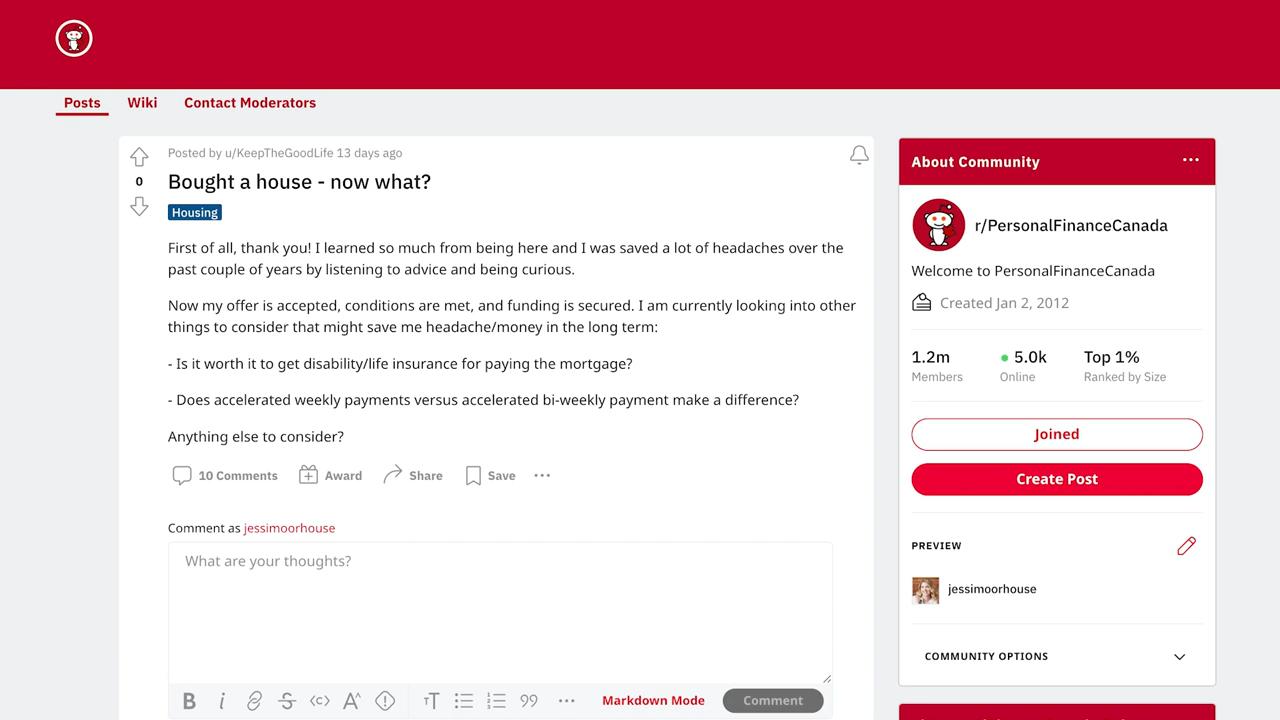 Posts Wiki Contact Moderators
Posted by u/KeepTheGoodLife 13 days ago
0
Bought a house - now what?
Housing
First of all, thank you! I learned so much from being here and I was saved a lot of headaches over the
past couple of years by listening to advice and being curious.
Now my offer is accepted, conditions are met, and funding is secured. I am currently looking into other
things to consider that might save me headache/money in the long term:
- Is it worth it to get disability/life insurance for paying the mortgage?
- Does accelerated weekly payments versus accelerated bi-weekly payment make a difference?
Anything else to consider?
10 Comments Award Share Save
Comment as jessimoorhouse
What are your thoughts?
Markdown Mode Comment
About Community
r/PersonalFinanceCanada
Welcome to PersonalFinanceCanada
Created Jan 2, 2012
1.2m 5.0k Top 1%
Members Online Ranked by Size
Joined
Create Post
PREVIEW
jessimoorhouse
COMMUNITY OPTIONS